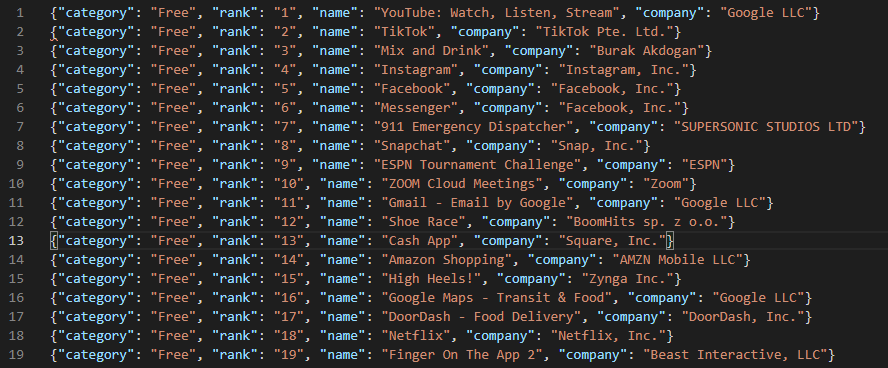 1 {"category": "Free", "rank": "1", "name": "YouTube: Watch, Listen, Stream", "company": "Google LLC"}
2 {"category": "Free", "rank": "2", "name": "TikTok", "company": "TikTok Pte. Ltd."}
3 {"category": "Free", "rank": "3", "name": "Mix and Drink", "company": "Burak Akdogan"}
4 {"category": "Free", "rank": "4", "name": "Instagram", "company": "Instagram, Inc."}
5 {"category": "Free", "rank": "5", "name": "Facebook", "company": "Facebook, Inc."}
6 {"category": "Free", "rank": "6", "name": "Messenger", "company": "Facebook, Inc."}
7 {"category": "Free", "rank": "7", "name": "911 Emergency Dispatcher", "company": "SUPERSONIC STUDIOS LTD"}
8 {"category": "Free", "rank": "8", "name": "Snapchat", "company": "Snap, Inc."}
9 {"category": "Free", "rank": "9", "name": "ESPN Tournament Challenge", "company": "ESPN"}
10 {"category": "Free", "rank": "10", "name": "ZOOM Cloud Meetings", "company": "Zoom"}
11 {"category": "Free", "rank": "11", "name": "Gmail - Email by Google", "company": "Google LLC"}
12 {"category": "Free", "rank": "12", "name": "Shoe Race", "company": "BoomHits sp. z o.o."}
13 {"category": "Free", "rank": "13", "name": "Cash App", "company": "Square, Inc."}
14 {"category": "Free", "rank": "14", "name": "Amazon Shopping", "company": "AMZN Mobile LLC"}
15 {"category": "Free", "rank": "15", "name": "High Heels!", "company": "Zynga Inc."}
16 {"category": "Free", "rank": "16", "name": "Google Maps - Transit & Food", "company": "Google LLC"}
17 {"category": "Free", "rank": "17", "name": "DoorDash - Food Delivery", "company": "DoorDash, Inc."}
18 {"category": "Free", "rank": "18", "name": "Netflix", "company": "Netflix, Inc."}
19 {"category": "Free", "rank": "19", "name": "Finger On The App 2", "company": "Beast Interactive, LLC"}